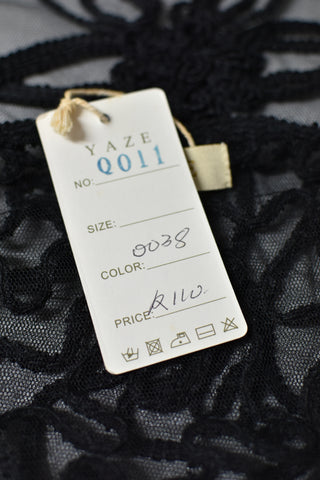 YAZE
Q011
NO:
SIZE:
0038
COLOR:
R110-
PRICE: